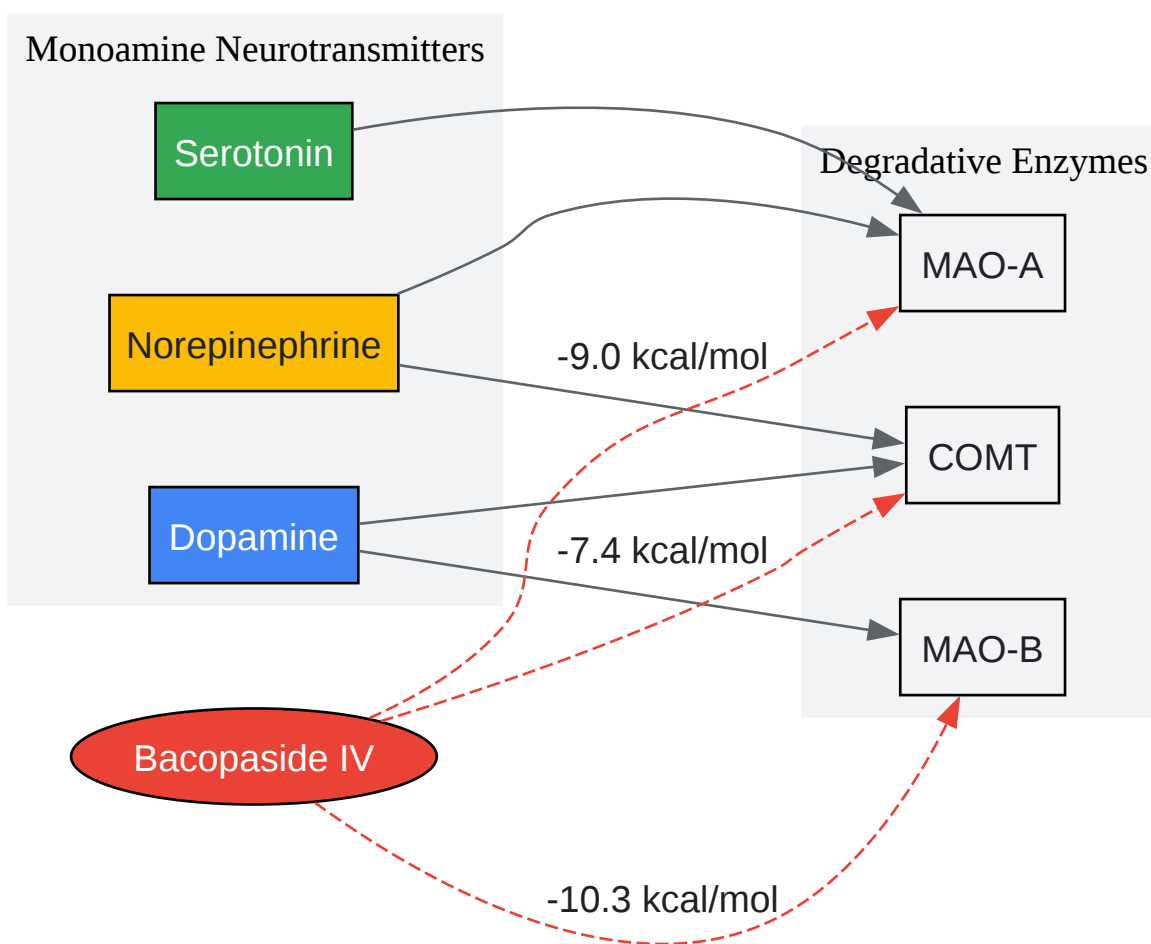 Monoamine Neurotransmitters
Serotonin
Degradative Enzymes
MAO-A
Norepinephrine
-9.0 kcal/mol
COMT
Dopamine
-7.4 kcal/mol
MAO-B
Bacopaside IV
-10.3 kcal/mol